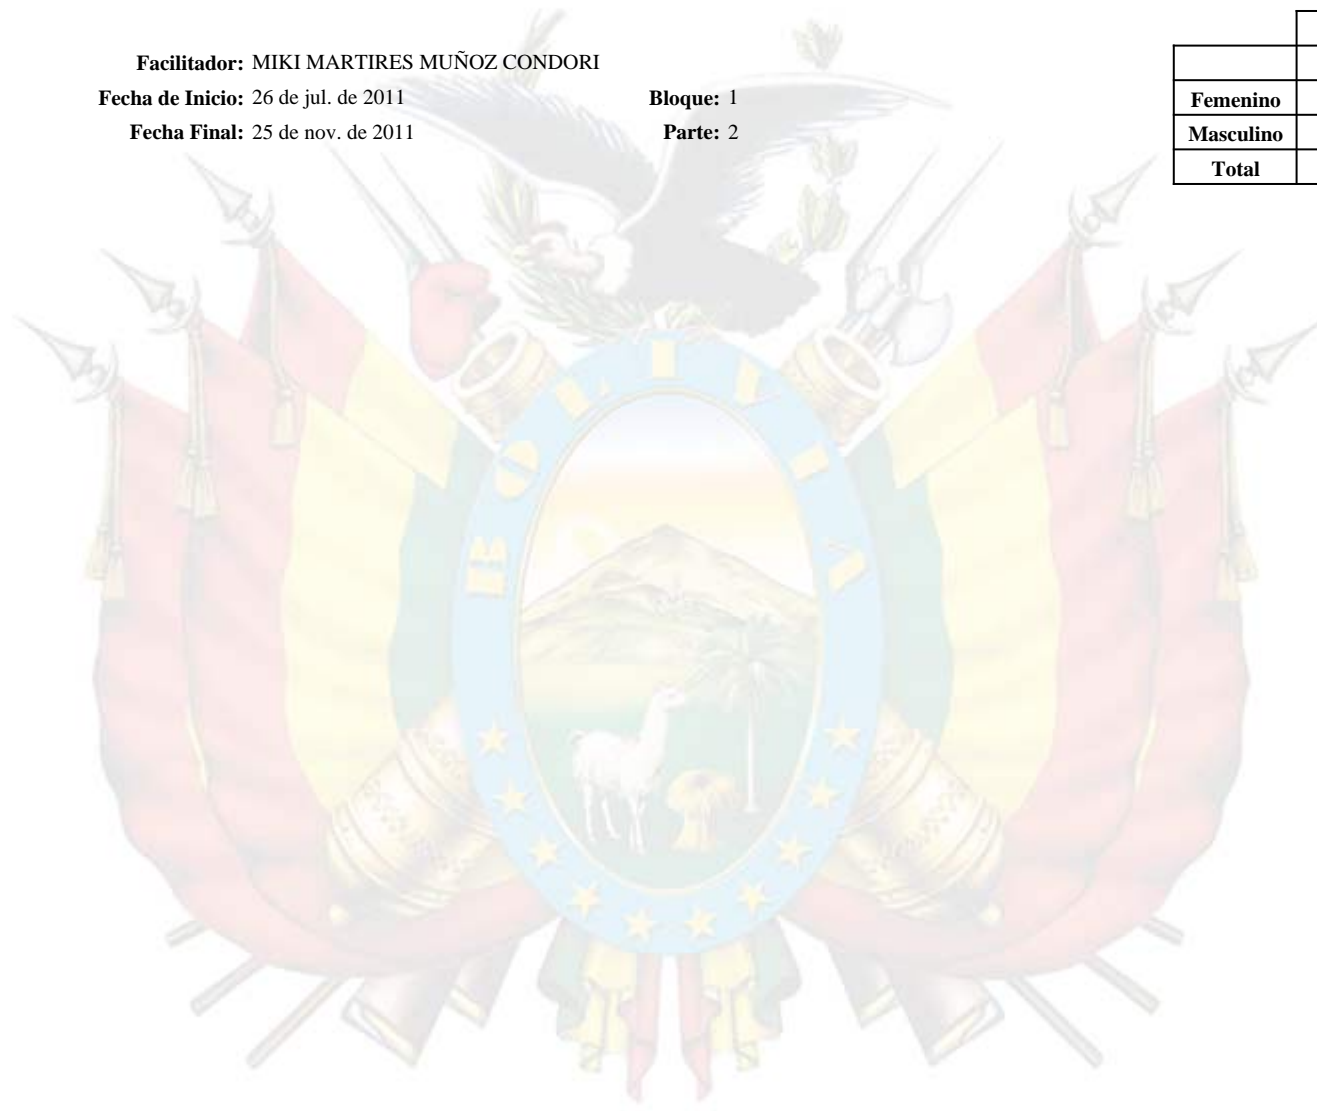 Facilitador: MIKI MARTIRES MUÑOZ CONDORI
Fecha de Inicio: 26 de jul. de 2011 Bloque: 1
Fecha Final: 25 de nov. de 2011 Parte: 2
Femenino
Masculino
Total
BOLIVIA